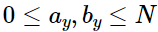 0 ≤ a_y, b_y ≤ N